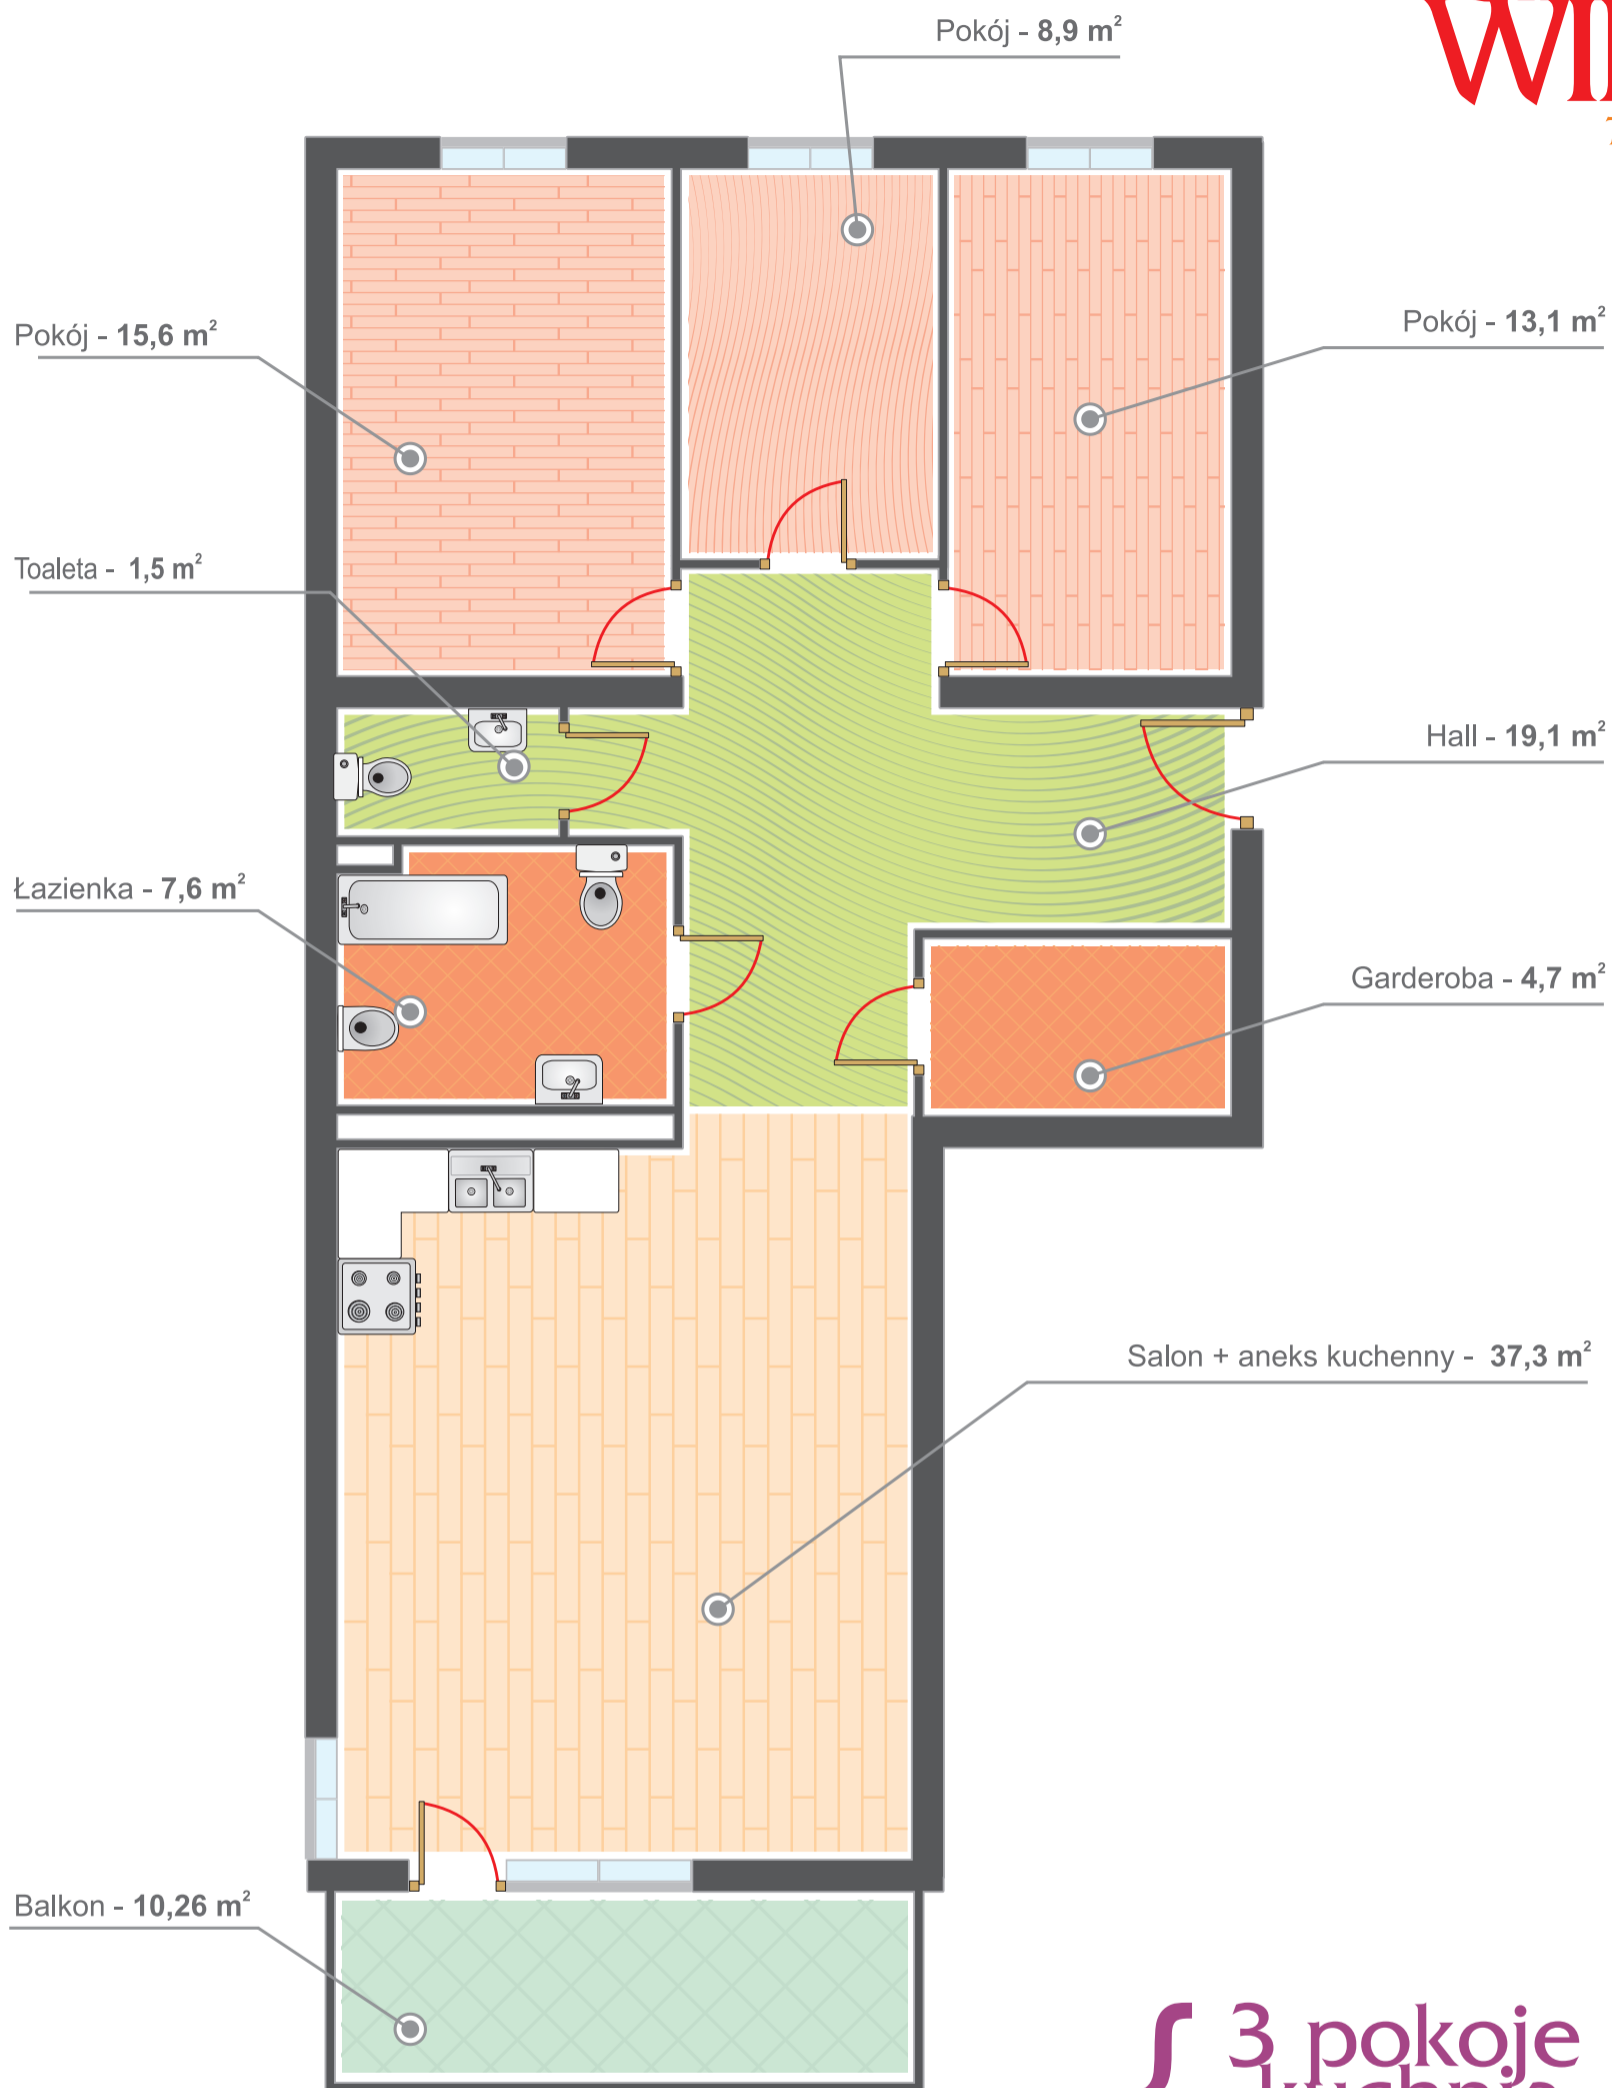 Pokój - 8,9 m²
Pokój - 15,6 m²
Pokój - 13,1 m²
Toaleta - 1,5 m²
Hall - 19,1 m²
Łazienka - 7,6 m²
Garderoba - 4,7 m²
Salon + aneks kuchenny - 37,3 m²
Balkon - 10,26 m²
3 pokoje
kuchnia